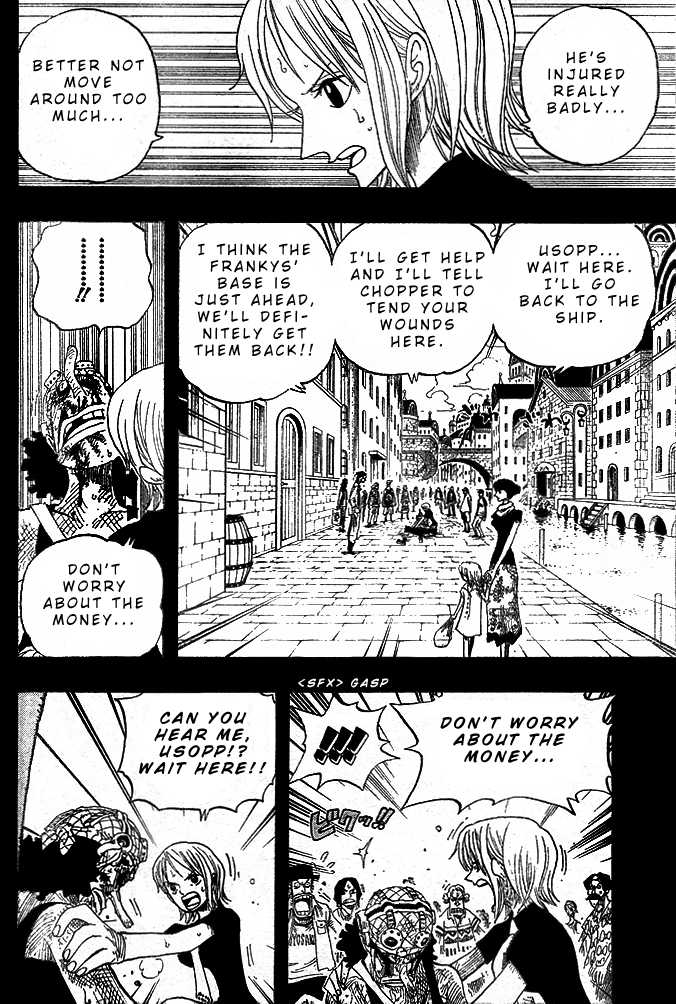 HE'S
INJURED
REALLY
BADLY...
BETTER NOT
MOVE
AROUND TOO
MUCH...
USOPP...
WAIT HERE.
I'LL GO
BACK TO THE
SHIP.
I'LL GET HELP
AND I'LL TELL
CHOPPER TO
TEND YOUR
WOUNDS
HERE.
I THINK THE
FRANKYS'
BASE IS
JUST AHEAD,
WE'LL DEFI-
NITELY GET
THEM BACK!!
..........!!
DON'T
WORRY
ABOUT THE
MONEY...
<SFX> GASP
DON'T WORRY
ABOUT THE
MONEY...
!!!
ビクッ!!
CAN YOU
HEAR ME,
USOPP!?
WAIT HERE!!